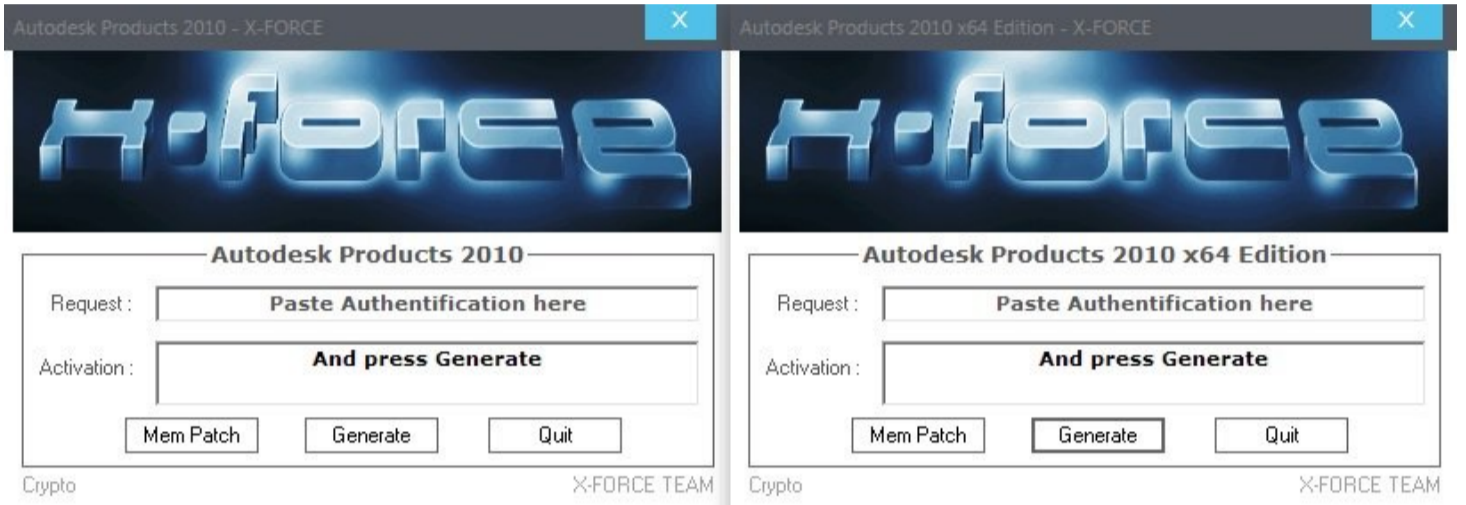 Autodesk Products 2010 - X-FORCE
X
x-force
Autodesk Products 2010
Request :
Paste Authentification here
Activation :
And press Generate
Mem Patch
Generate
Quit
Crypto
X-FORCE TEAM
Autodesk Products 2010 x64 Edition - X-FORCE
X
x-force
Autodesk Products 2010 x64 Edition
Request :
Paste Authentification here
Activation :
And press Generate
Mem Patch
Generate
Quit
Crypto
X-FORCE TEAM